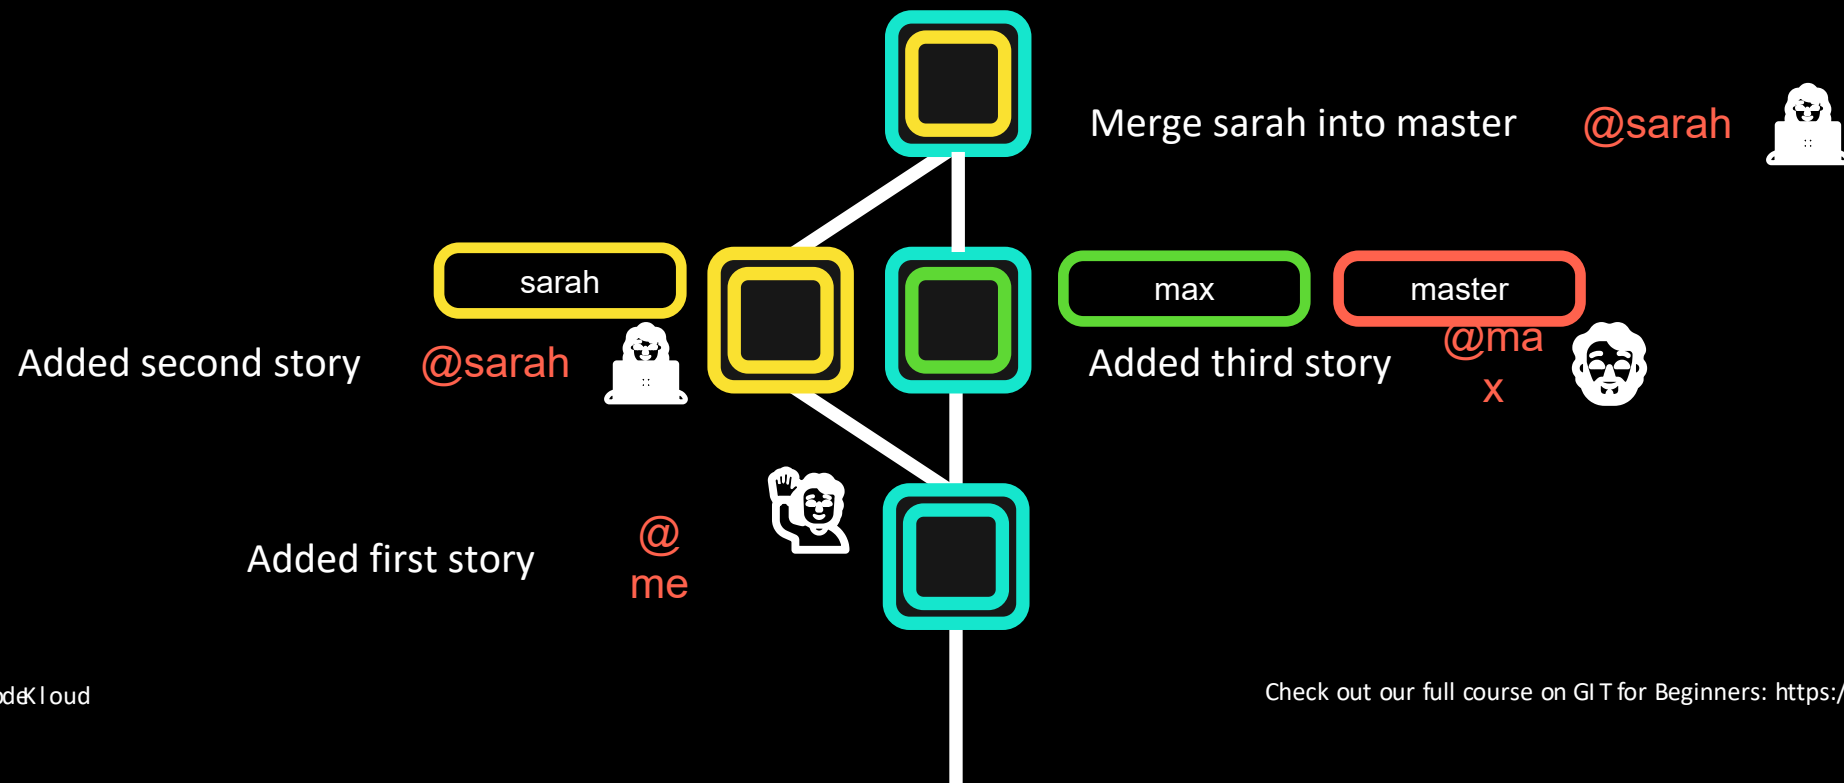 Merge sarah into master @sarah
sarah
max
master
Added second story @sarah
Added third story @ma
x
Added first story @
me
odeKloud
Check out our full course on GIT for Beginners: https:/